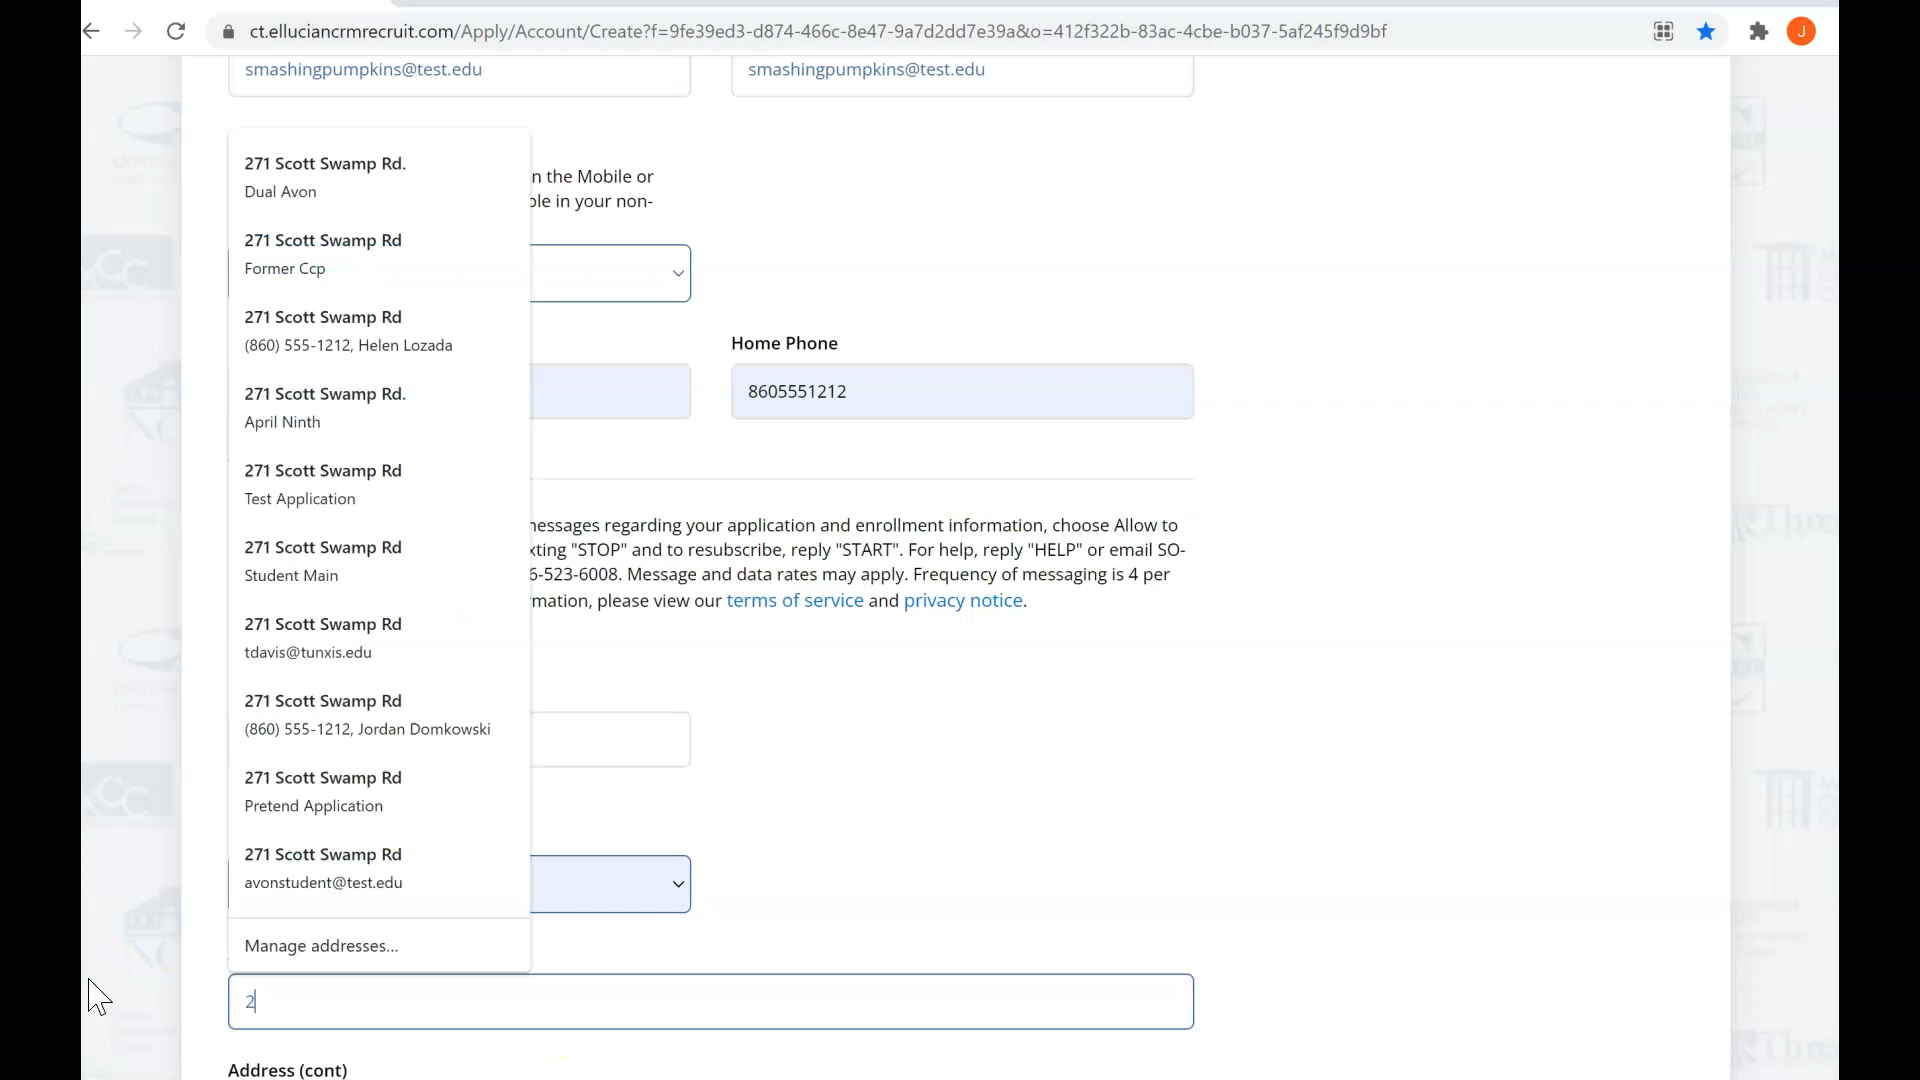 ct.elluciancrmrecruit.com/Apply/Account/Create?f=9fe39ed3-d874-466c-8e47-9a7d2dd7e39a&o=412f322b-83ac-4cbe-b037-5af245f9d9bf
J
smashingpumpkins@test.edu
smashingpumpkins@test.edu
271 Scott Swamp Rd.
Dual Avon
n the Mobile or
ble in your non-
271 Scott Swamp Rd
Former Ccp
271 Scott Swamp Rd
(860) 555-1212, Helen Lozada
Home Phone
8605551212
271 Scott Swamp Rd.
April Ninth
271 Scott Swamp Rd
Test Application
messages regarding your application and enrollment information, choose Allow to
xting "STOP" and to resubscribe, reply "START". For help, reply "HELP" or email SO-
6-523-6008. Message and data rates may apply. Frequency of messaging is 4 per
rmation, please view our terms of service and privacy notice.
271 Scott Swamp Rd
Student Main
271 Scott Swamp Rd
tdavis@tunxis.edu
271 Scott Swamp Rd
(860) 555-1212, Jordan Domkowski
271 Scott Swamp Rd
Pretend Application
271 Scott Swamp Rd
avonstudent@test.edu
Manage addresses...
2
Address (cont)